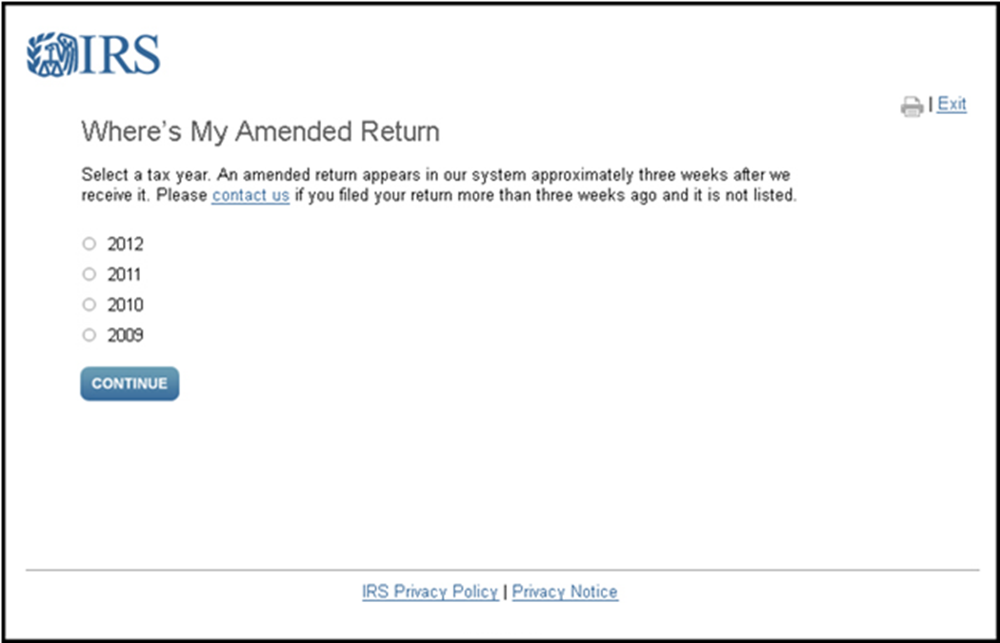 IRS
| Exit
Where's My Amended Return
Select a tax year. An amended return appears in our system approximately three weeks after we
receive it. Please contact us if you filed your return more than three weeks ago and it is not listed.
2012
2011
2010
2009
CONTINUE
IRS Privacy Policy | Privacy Notice